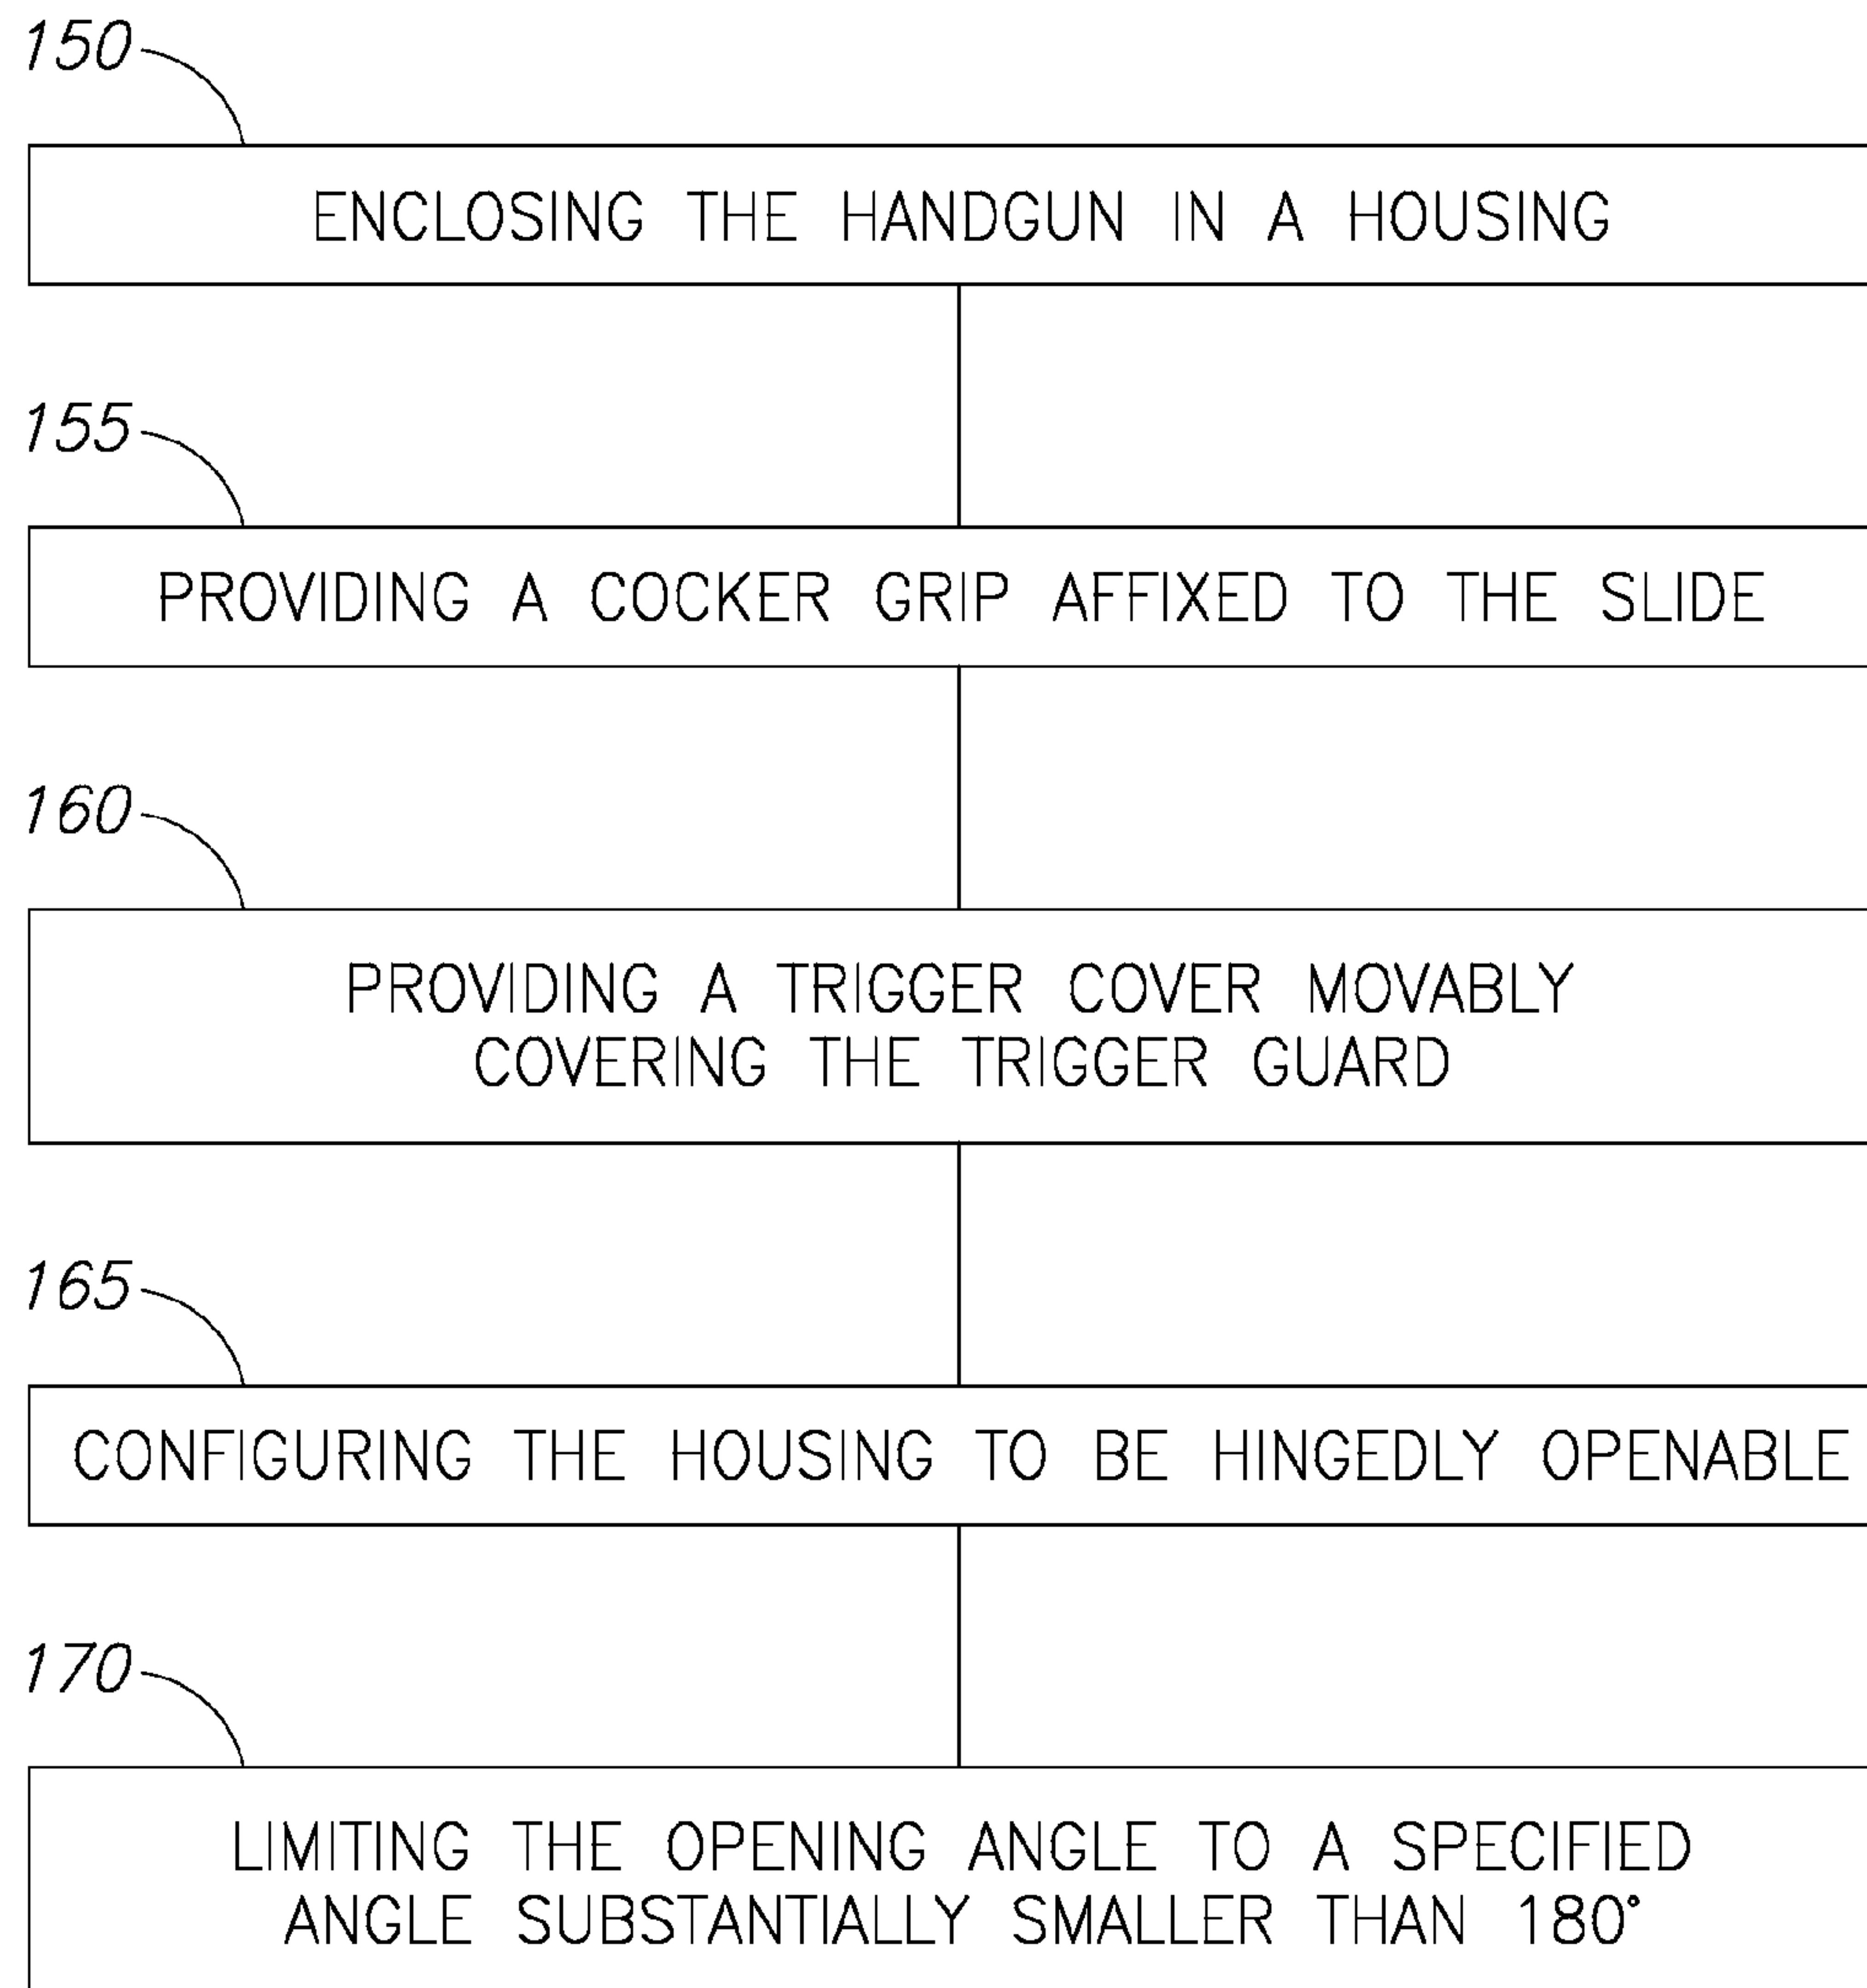 150
ENCLOSING THE HANDGUN IN A HOUSING
155
PROVIDING A COCKER GRIP AFFIXED TO THE SLIDE
160
PROVIDING A TRIGGER COVER MOVABLY
COVERING THE TRIGGER GUARD
165
CONFIGURING THE HOUSING TO BE HINGEDLY OPENABLE
170
LIMITING THE OPENING ANGLE TO A SPECIFIED
ANGLE SUBSTANTIALLY SMALLER THAN 180°